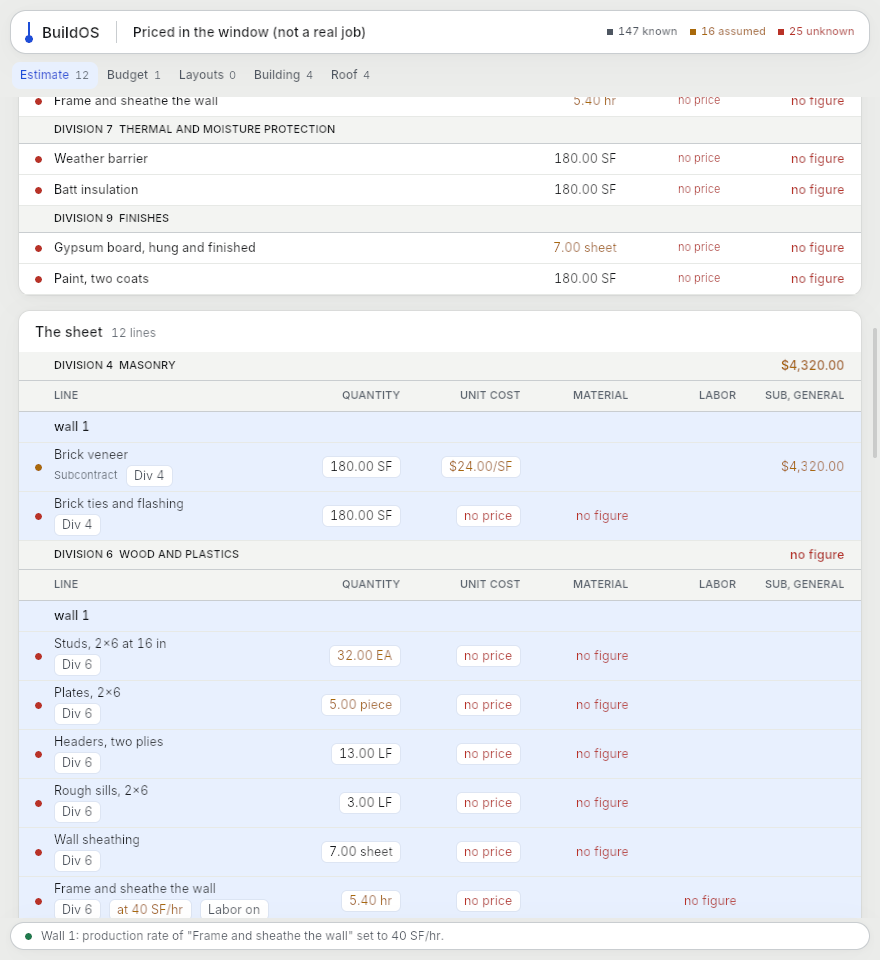 BuildOS Priced in the window (not a real job) 147 known 16 assumed 25 unknown
Estimate 12 Budget 1 Layouts 0 Building 4 Roof 4
Frame and sheathe the wall 5.40 hr no price no figure
DIVISION 7 THERMAL AND MOISTURE PROTECTION
Weather barrier 180.00 SF no price no figure
Batt insulation 180.00 SF no price no figure
DIVISION 9 FINISHES
Gypsum board, hung and finished 7.00 sheet no price no figure
Paint, two coats 180.00 SF no price no figure
The sheet 12 lines
DIVISION 4 MASONRY $4,320.00
LINE QUANTITY UNIT COST MATERIAL LABOR SUB, GENERAL
wall 1
Brick veneer
Subcontract Div 4 180.00 SF $24.00/SF $4,320.00
Brick ties and flashing
Div 4 180.00 SF no price no figure
DIVISION 6 WOOD AND PLASTICS no figure
LINE QUANTITY UNIT COST MATERIAL LABOR SUB, GENERAL
wall 1
Studs, 2×6 at 16 in
Div 6 32.00 EA no price no figure
Plates, 2×6
Div 6 5.00 piece no price no figure
Headers, two plies
Div 6 13.00 LF no price no figure
Rough sills, 2×6
Div 6 3.00 LF no price no figure
Wall sheathing
Div 6 7.00 sheet no price no figure
Frame and sheathe the wall
Div 6 at 40 SF/hr Labor on 5.40 hr no price no figure
Wall 1: production rate of "Frame and sheathe the wall" set to 40 SF/hr.